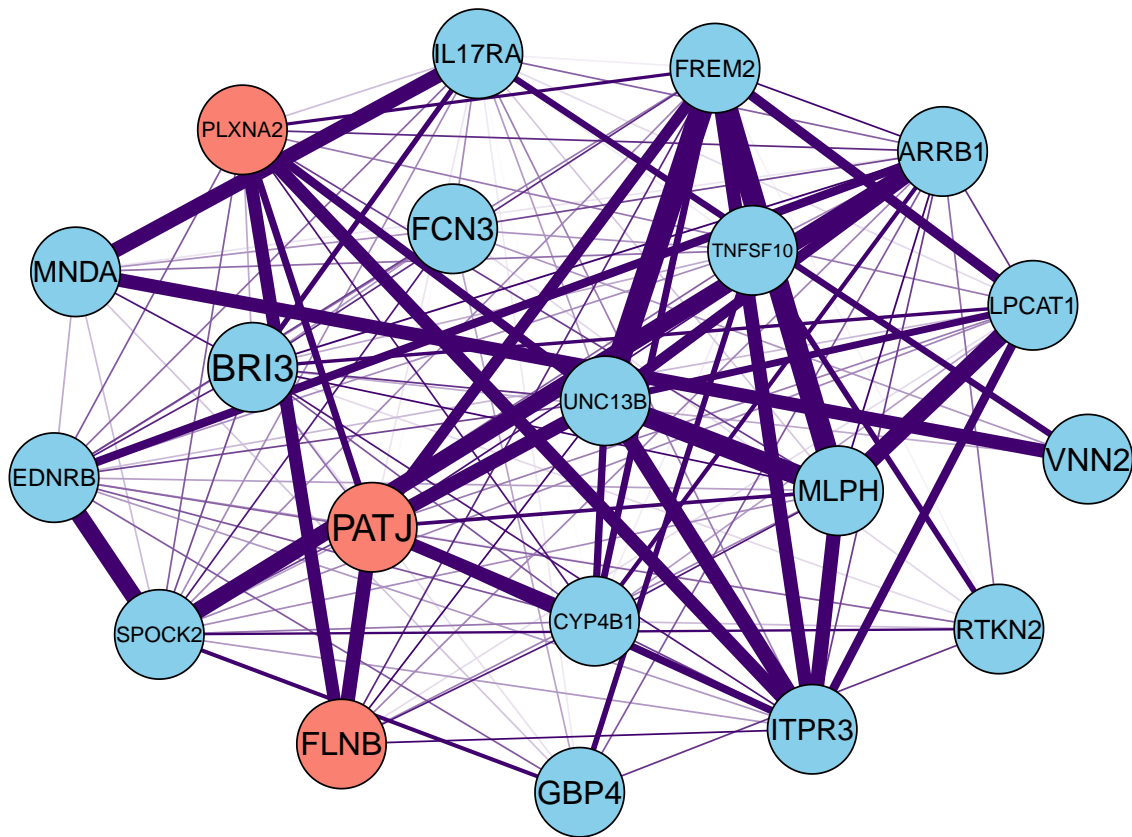 IL17RA
FREM2
PLXNA2
ARRB1
FCN3
TNFSF10
MNDA
LPCAT1
BRI3
UNC13B
VNN2
EDNRB
MLPH
PATJ
CYP4B1
SPOCK2
RTKN2
FLNB
ITPR3
GBP4